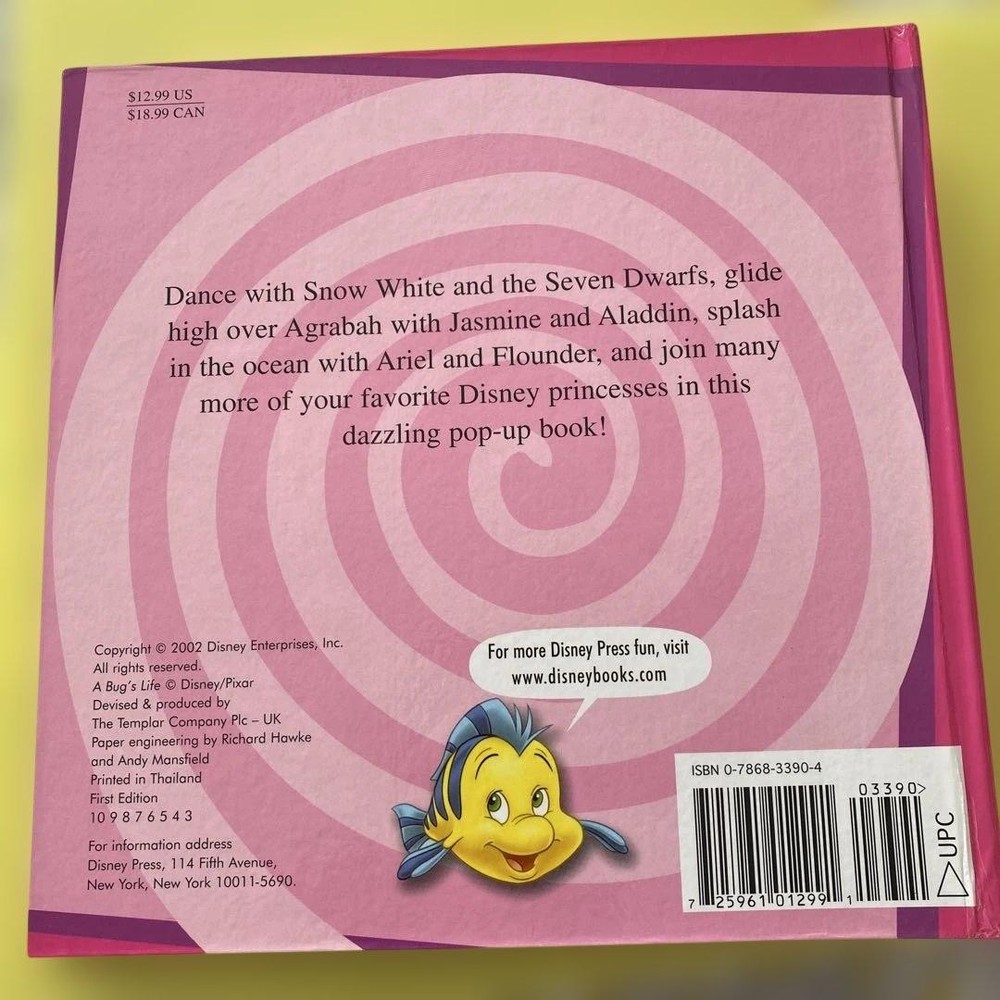 $12.99 US
$18.99 CAN
Dance with Snow White and the Seven Dwarfs, glide
high over Agrabah with Jasmine and Aladdin, splash
in the ocean with Ariel and Flounder, and join many
more of your favorite Disney princesses in this
dazzling pop-up book!
Copyright © 2002 Disney Enterprises, Inc.
All rights reserved.
A Bug's Life © Disney/Pixar
Devised & produced by
The Templar Company Plc – UK
Paper engineering by Richard Hawke
and Andy Mansfield
Printed in Thailand
First Edition
10 9 8 7 6 5 4 3
For information address
Disney Press, 114 Fifth Avenue,
New York, New York 10011-5690.
For more Disney Press fun, visit
www.disneybooks.com
ISBN 0-7868-3390-4
03390>
7 25961 01299 1
UPC